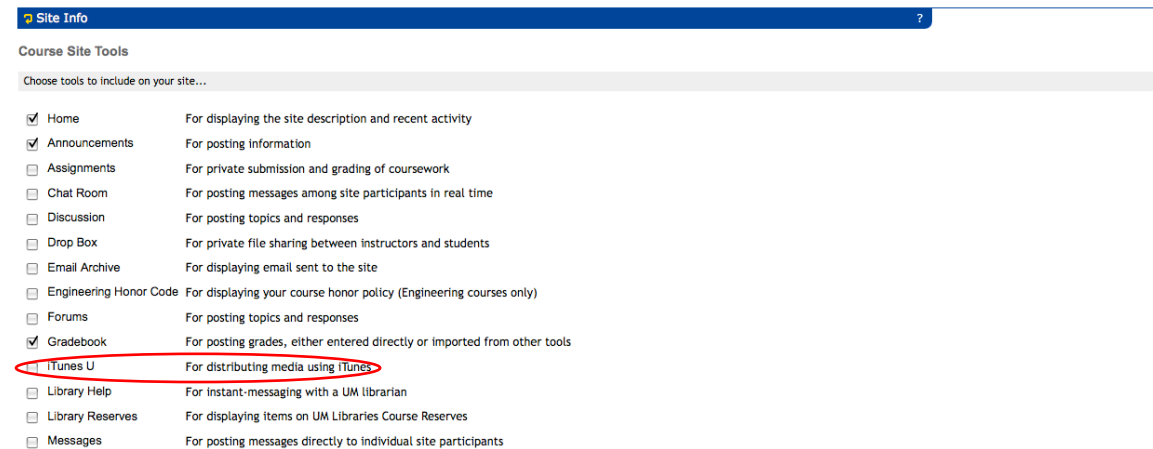 Site Info ?
Course Site Tools
Choose tools to include on your site...
Home For displaying the site description and recent activity
Announcements For posting information
Assignments For private submission and grading of coursework
Chat Room For posting messages among site participants in real time
Discussion For posting topics and responses
Drop Box For private file sharing between instructors and students
Email Archive For displaying email sent to the site
Engineering Honor Code For displaying your course honor policy (Engineering courses only)
Forums For posting topics and responses
Gradebook For posting grades, either entered directly or imported from other tools
iTunes U For distributing media using iTunes
Library Help For instant-messaging with a UM librarian
Library Reserves For displaying items on UM Libraries Course Reserves
Messages For posting messages directly to individual site participants